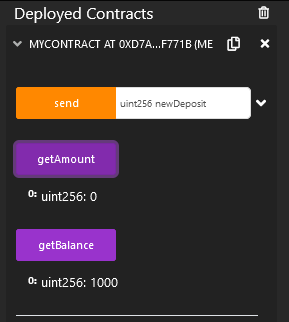 Deployed Contracts
MYCONTRACT AT 0XD7A...F771B (ME
send uint256 newDeposit
getAmount
0: uint256: 0
getBalance
0: uint256: 1000